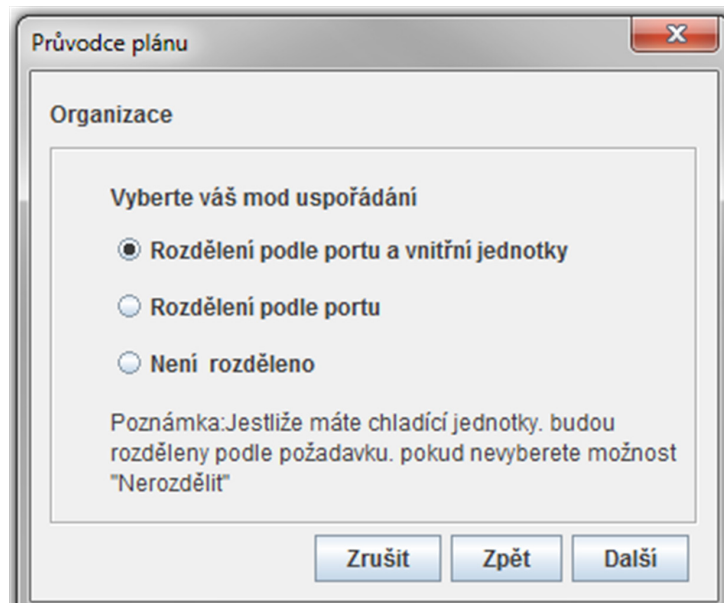 Průvodce plánu
Organizace
Vyberte váš mod uspořádání
Rozdělení podle portu a vnitřní jednotky
Rozdělení podle portu
Není  rozděleno
Poznámka:Jestliže máte chladící jednotky. budou
rozděleny podle požadavku. pokud nevyberete možnost
"Nerozdělit"
Zrušit Zpět Další